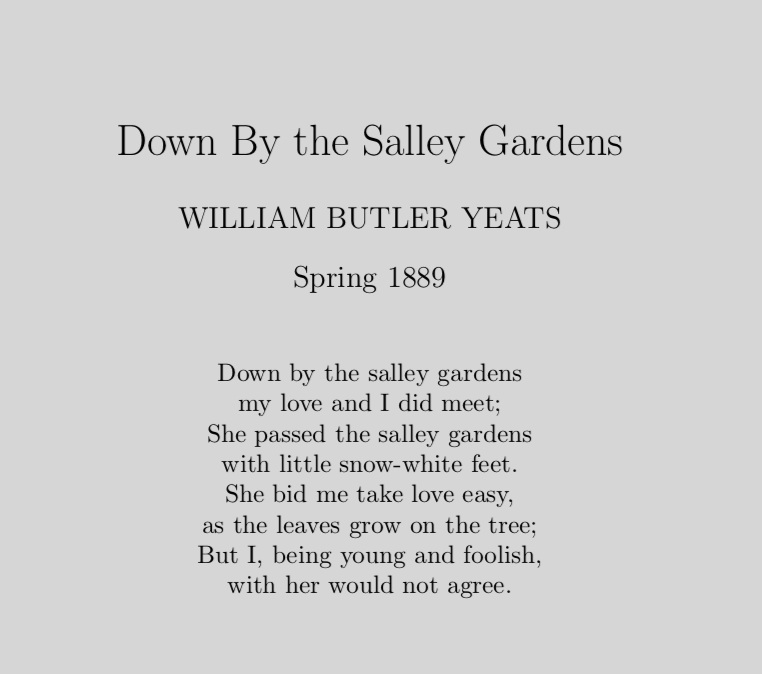 Down By the Salley Gardens
WILLIAM BUTLER YEATS
Spring 1889
Down by the salley gardens
my love and I did meet;
She passed the salley gardens
with little snow-white feet.
She bid me take love easy,
as the leaves grow on the tree;
But I, being young and foolish,
with her would not agree.